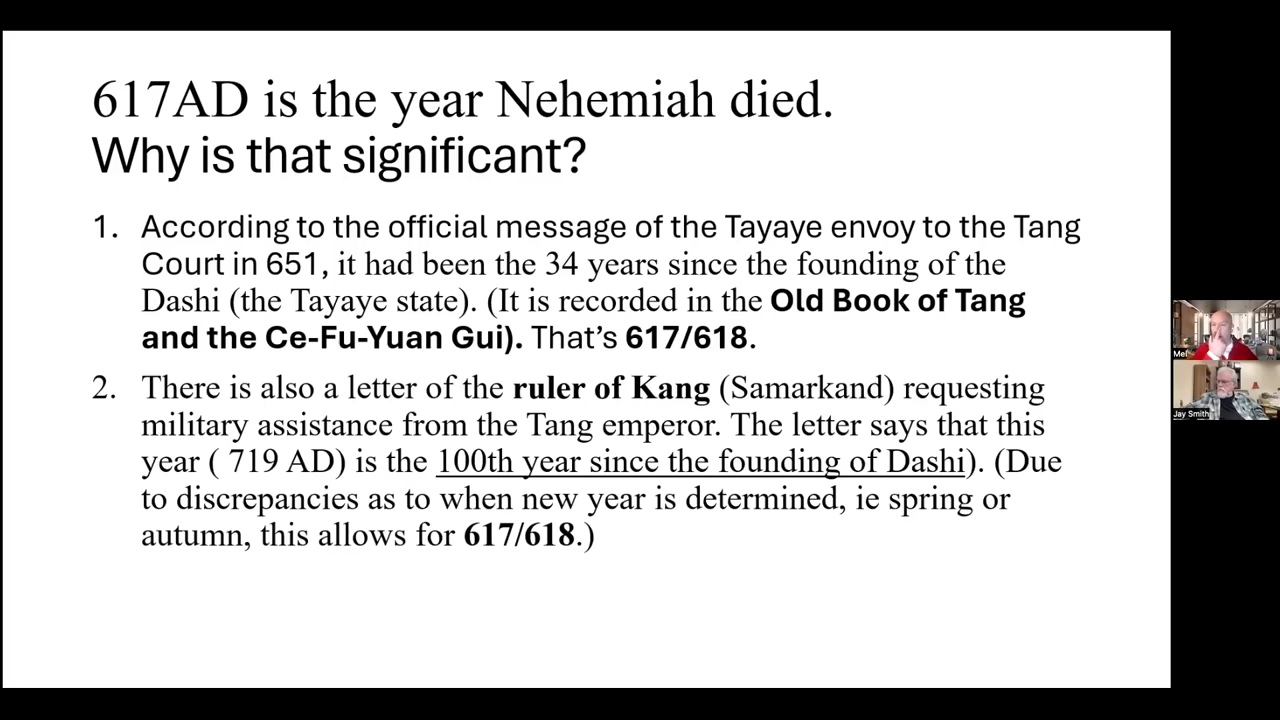 617AD is the year Nehemiah died.
Why is that significant?
1. According to the official message of the Tayaye envoy to the Tang
Court in 651, it had been the 34 years since the founding of the
Dashi (the Tayaye state). (It is recorded in the Old Book of Tang
and the Ce-Fu-Yuan Gui). That’s 617/618.
2. There is also a letter of the ruler of Kang (Samarkand) requesting
military assistance from the Tang emperor. The letter says that this
year ( 719 AD) is the 100th year since the founding of Dashi). (Due
to discrepancies as to when new year is determined, ie spring or
autumn, this allows for 617/618.)
Mel
Jay Smith